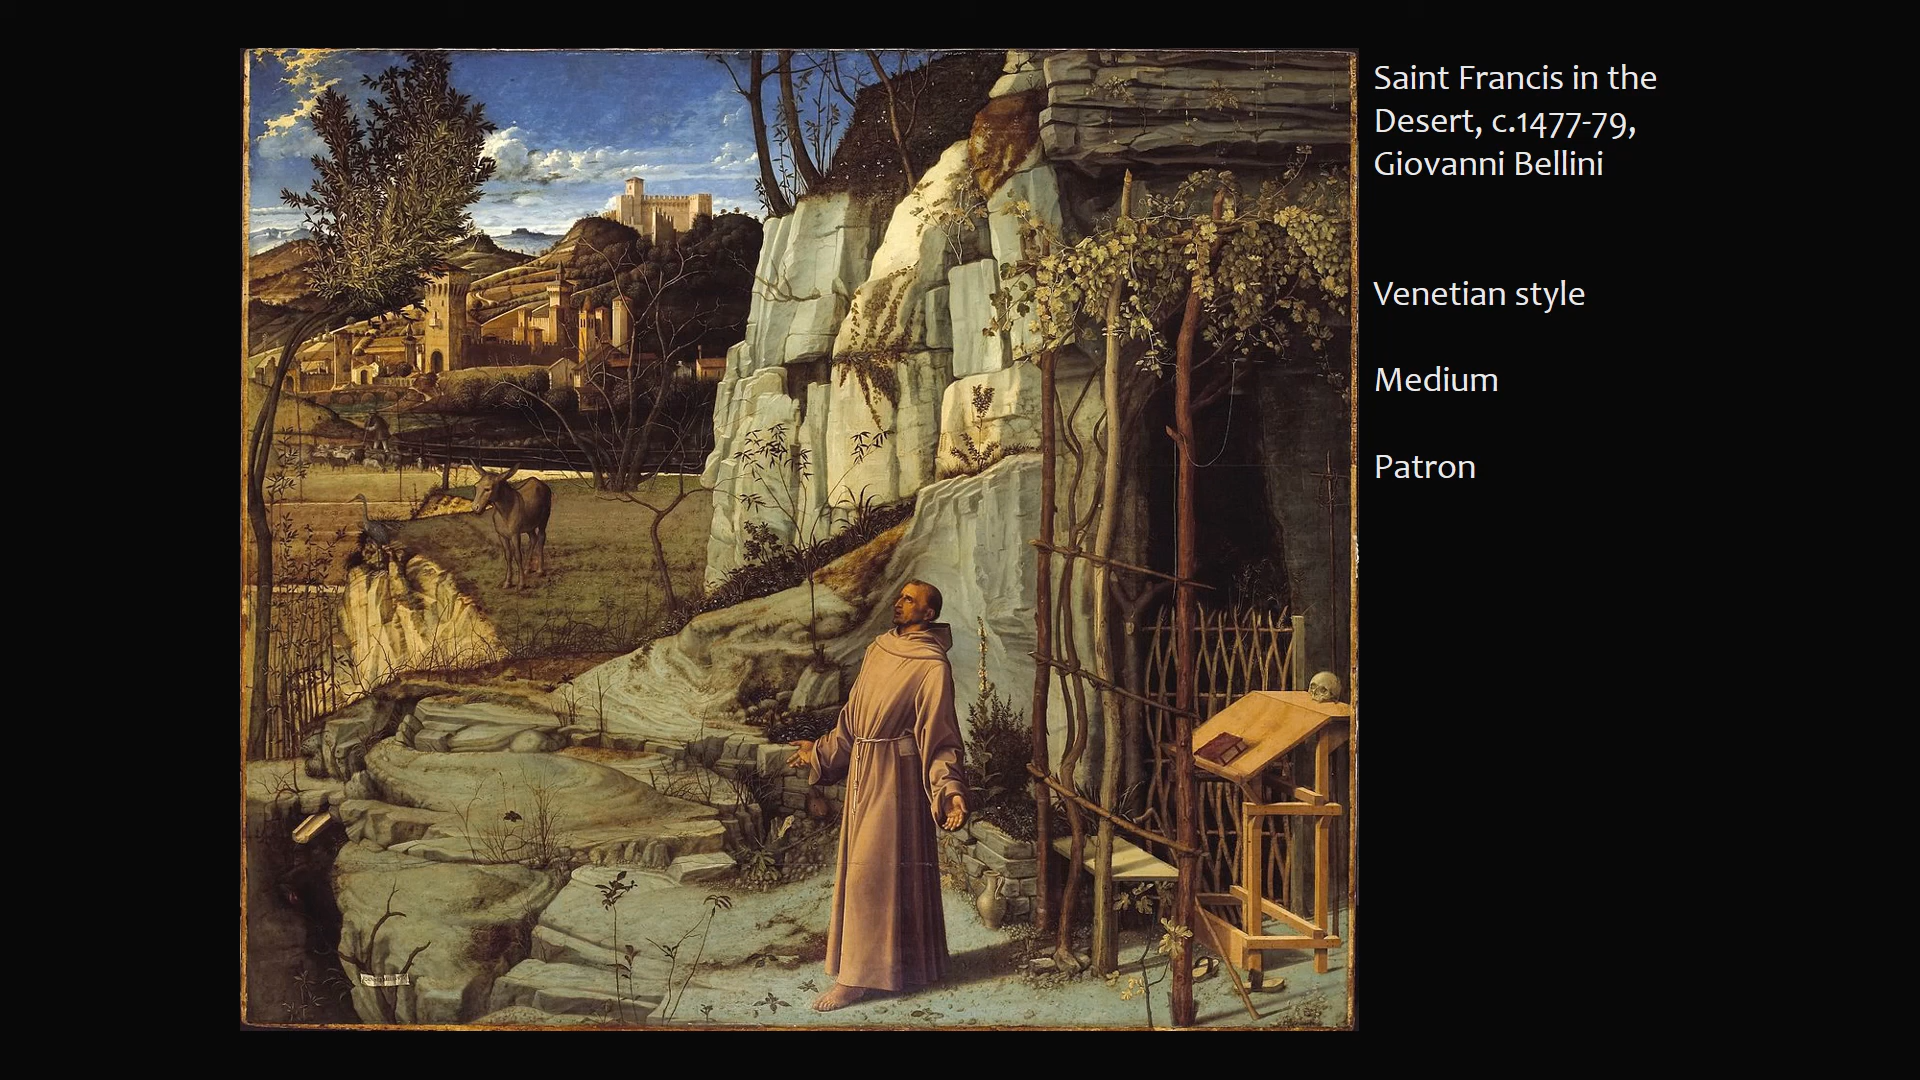 Saint Francis in the
Desert, c.1477-79,
Giovanni Bellini
Venetian style
Medium
Patron